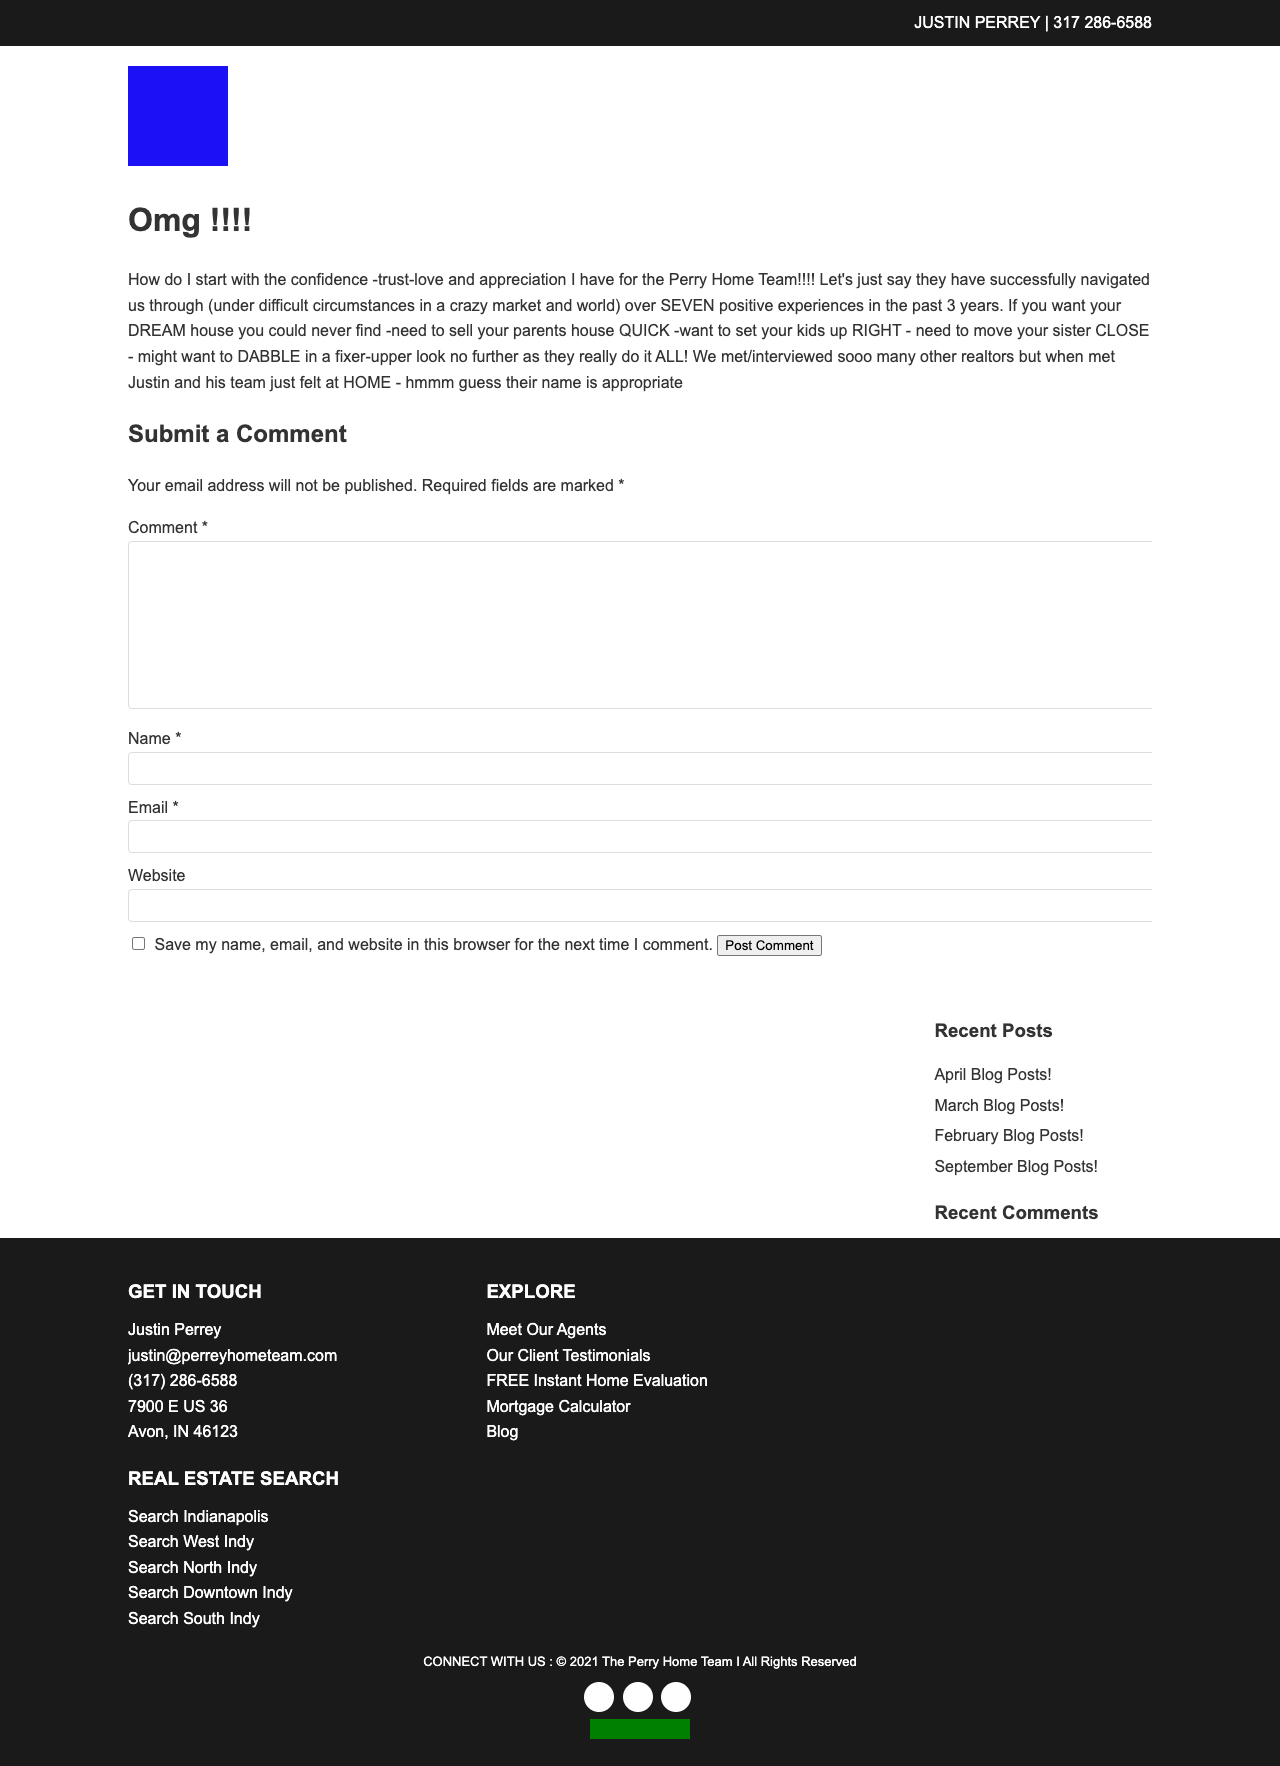 JUSTIN PERREY | 317 286-6588
Omg !!!!
How do I start with the confidence -trust-love and appreciation I have for the Perry Home Team!!!! Let's just say they have successfully navigated
us through (under difficult circumstances in a crazy market and world) over SEVEN positive experiences in the past 3 years. If you want your
DREAM house you could never find -need to sell your parents house QUICK -want to set your kids up RIGHT - need to move your sister CLOSE
- might want to DABBLE in a fixer-upper look no further as they really do it ALL! We met/interviewed sooo many other realtors but when met
Justin and his team just felt at HOME - hmmm guess their name is appropriate
Submit a Comment
Your email address will not be published. Required fields are marked *
Comment *
Name *
Email *
Website
Save my name, email, and website in this browser for the next time I comment. Post Comment
Recent Posts
April Blog Posts!
March Blog Posts!
February Blog Posts!
September Blog Posts!
Recent Comments
GET IN TOUCH
Justin Perrey
justin@perreyhometeam.com
(317) 286-6588
7900 E US 36
Avon, IN 46123
EXPLORE
Meet Our Agents
Our Client Testimonials
FREE Instant Home Evaluation
Mortgage Calculator
Blog
REAL ESTATE SEARCH
Search Indianapolis
Search West Indy
Search North Indy
Search Downtown Indy
Search South Indy
CONNECT WITH US : © 2021 The Perry Home Team I All Rights Reserved